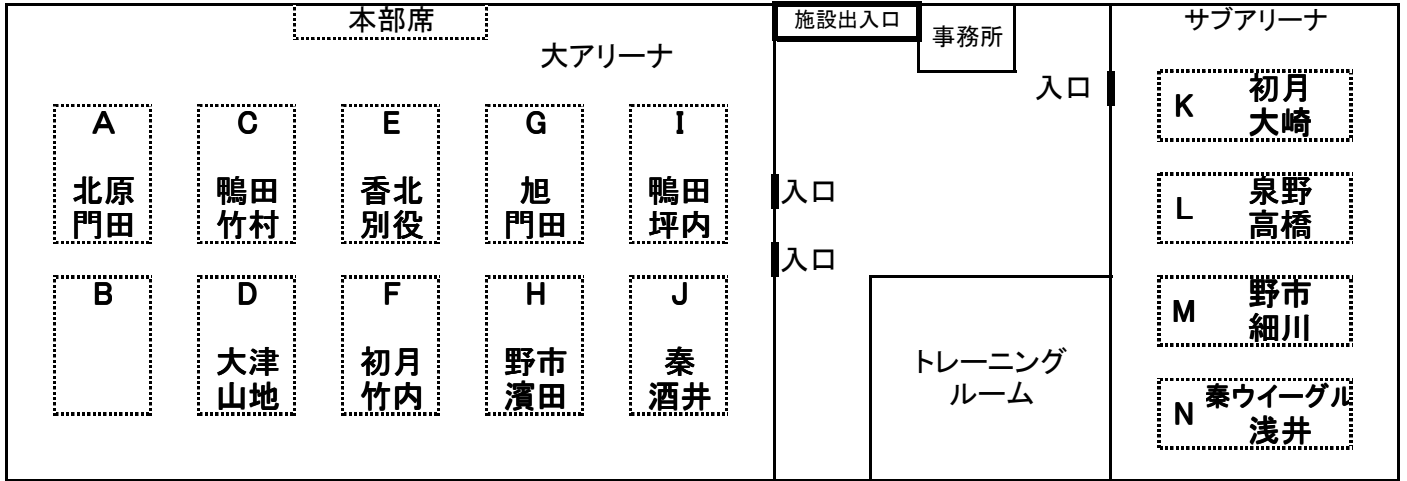 本部席
施設出入口
事務所
サブアリーナ
大アリーナ
入口
A
北原
門田
C
鴨田
竹村
E
香北
別役
G
旭
門田
I
鴨田
坪内
入口
入口
B
D
大津
山地
F
初月
竹内
H
野市
濱田
J
秦
酒井
トレーニング
ルーム
K
初月
大崎
L
泉野
高橋
M
野市
細川
N
秦ウイーグル
浅井